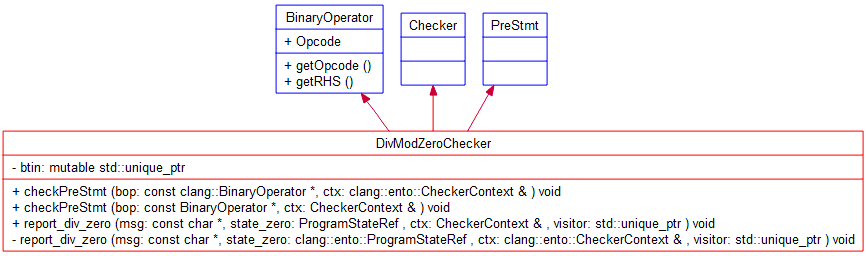 BinaryOperator
+ Opcode
+ getOpcode ()
+ getRHS ()
Checker
PreStmt
DivModZeroChecker
- btin: mutable std::unique_ptr
+ checkPreStmt (bop: const clang::BinaryOperator *, ctx: clang::ento::CheckerContext & ) void
+ checkPreStmt (bop: const BinaryOperator *, ctx: CheckerContext & ) void
+ report_div_zero (msg: const char *, state_zero: ProgramStateRef , ctx: CheckerContext & , visitor: std::unique_ptr ) void
- report_div_zero (msg: const char *, state_zero: clang::ento::ProgramStateRef , ctx: clang::ento::CheckerContext & , visitor: std::unique_ptr ) void